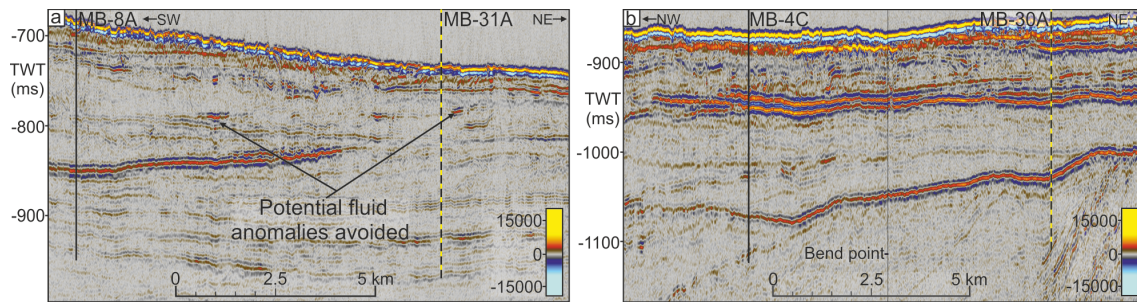 a MB-8A ←SW MB-31A NE→
-700
TWT
(ms)
-800
-900
Potential fluid
anomalies avoided
0 2.5 5 km
15000
0
-15000
b ←NW MB-4C MB-30A NE→
-900
TWT
(ms)
-1000
-1100
Bend point
0 2.5 5 km
15000
0
-15000